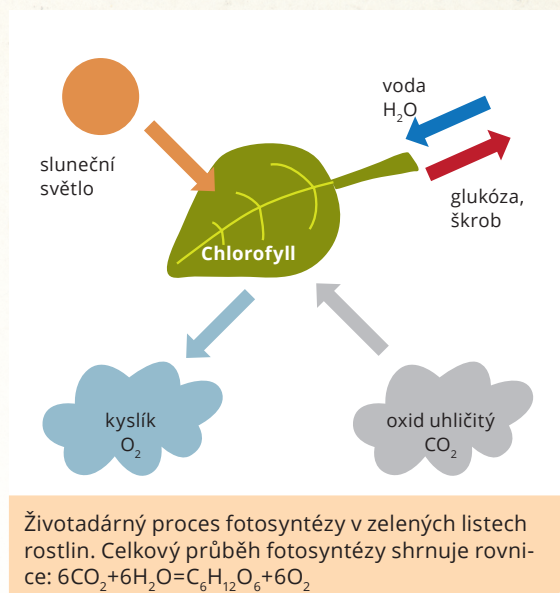 voda
H₂O
sluneční
světlo
glukóza,
škrob
Chlorofyll
kyslík
O₂
oxid uhličitý
CO₂
Životadárný proces fotosyntézy v zelených listech
rostlin. Celkový průběh fotosyntézy shrnuje rovni-
ce: 6CO₂+6H₂O=C₆H₁₂O₆+6O₂